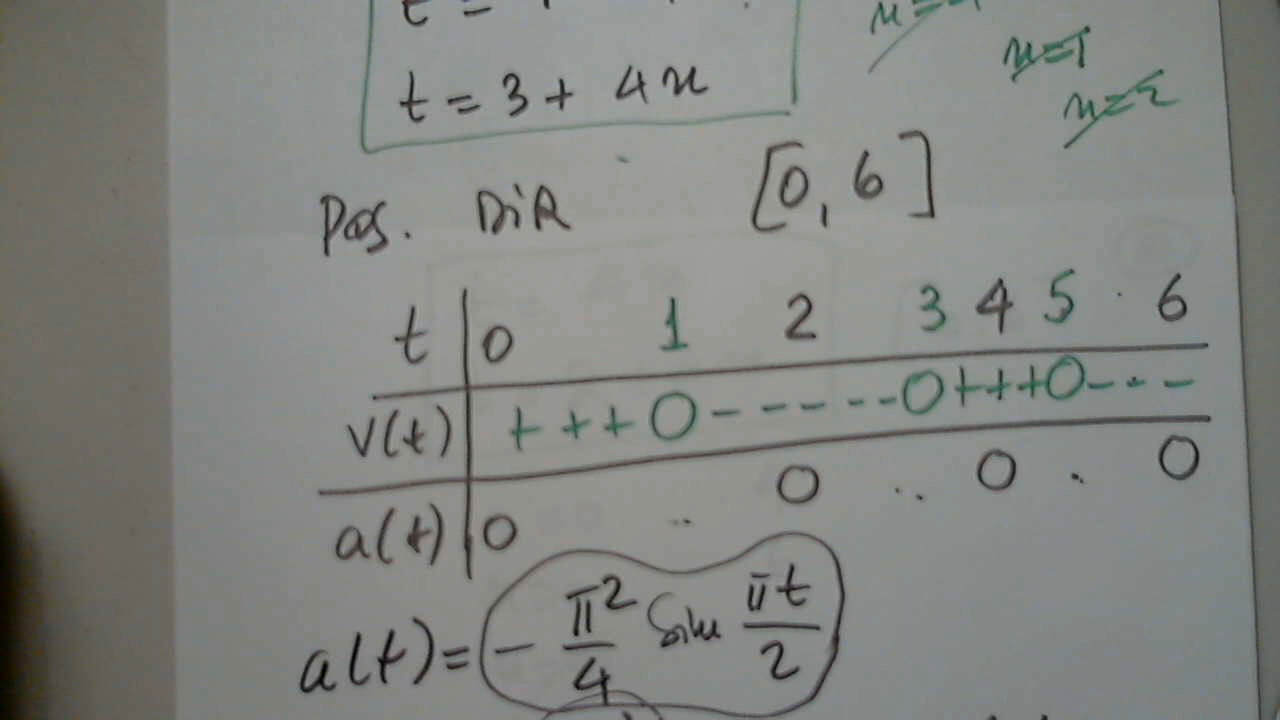 t =
t = 3 + 4n
n=1
n=2
Pos. DiR [0, 6]
t | 0 1 2 3 4 5 6
v(t) | + + + 0 - - - - - - - 0 + + + 0 - - - -
a(t) | 0 .. 0 .. 0 . 0
a(t) = - π²/4 Sin πt/2